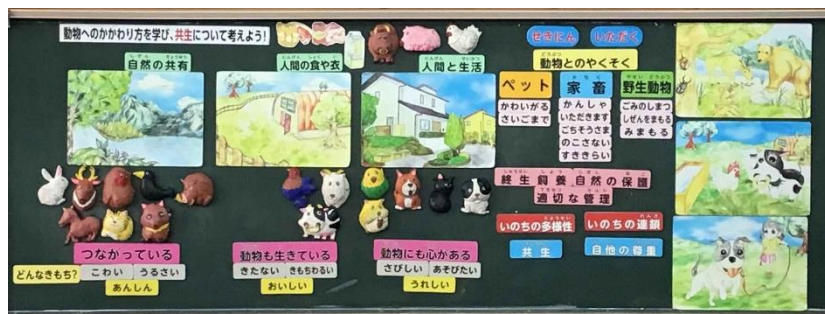 動物へのかかわり方を学び、共生について考えよう!
自然の共有
人間の食や衣
人間と生活
つながっている
どんなきもち?
こわい
うるさい
あんしん
動物も生きている
きたない
きもちわるい
おいしい
動物にも心がある
さびしい
あそびたい
うれしい
せきにん
いただく
動物とのやくそく
ペット
かわいがる
さいごまで
家畜
かんしゃ
いただきます
ごちそうさま
のこさない
すききらい
野生動物
ごみのしまつ
しぜんをまもる
みまもる
終生飼養
自然の保護
適切な管理
いのちの多様性
いのちの連鎖
共生
自他の尊重